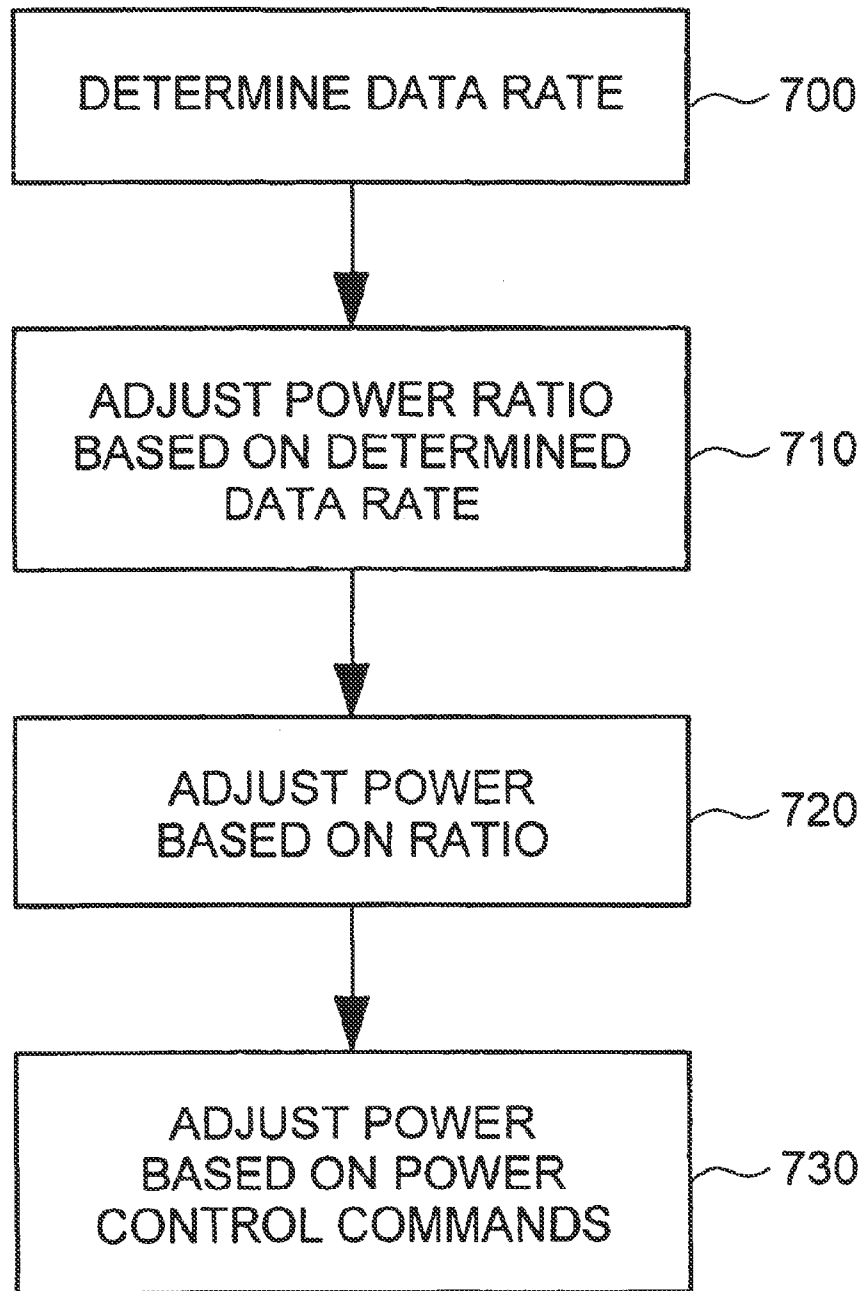 DETERMINE DATA RATE
700
ADJUST POWER RATIO
BASED ON DETERMINED
DATA RATE
710
ADJUST POWER
BASED ON RATIO
720
ADJUST POWER
BASED ON POWER
CONTROL COMMANDS
730